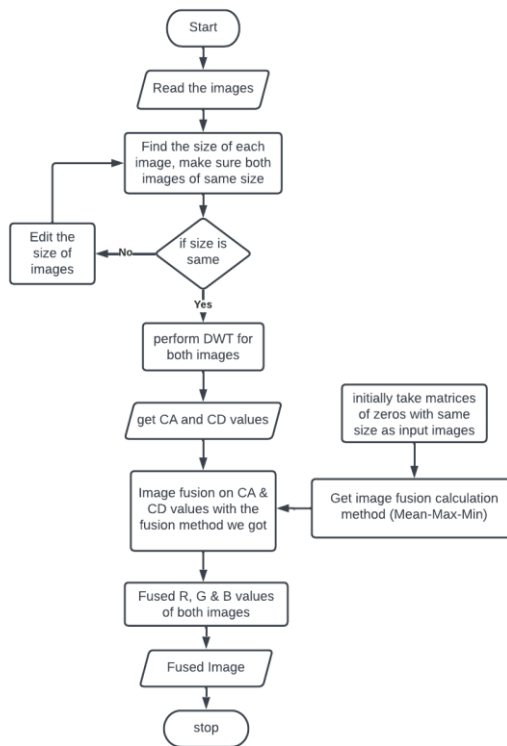 Start
Read the images
Find the size of each
image, make sure both
images of same size
Edit the
size of
images
No
if size is
same
Yes
perform DWT for
both images
get CA and CD values
initially take matrices
of zeros with same
size as input images
Image fusion on CA &
CD values with the
fusion method we got
Get image fusion calculation
method (Mean-Max-Min)
Fused R, G & B values
of both images
Fused Image
stop